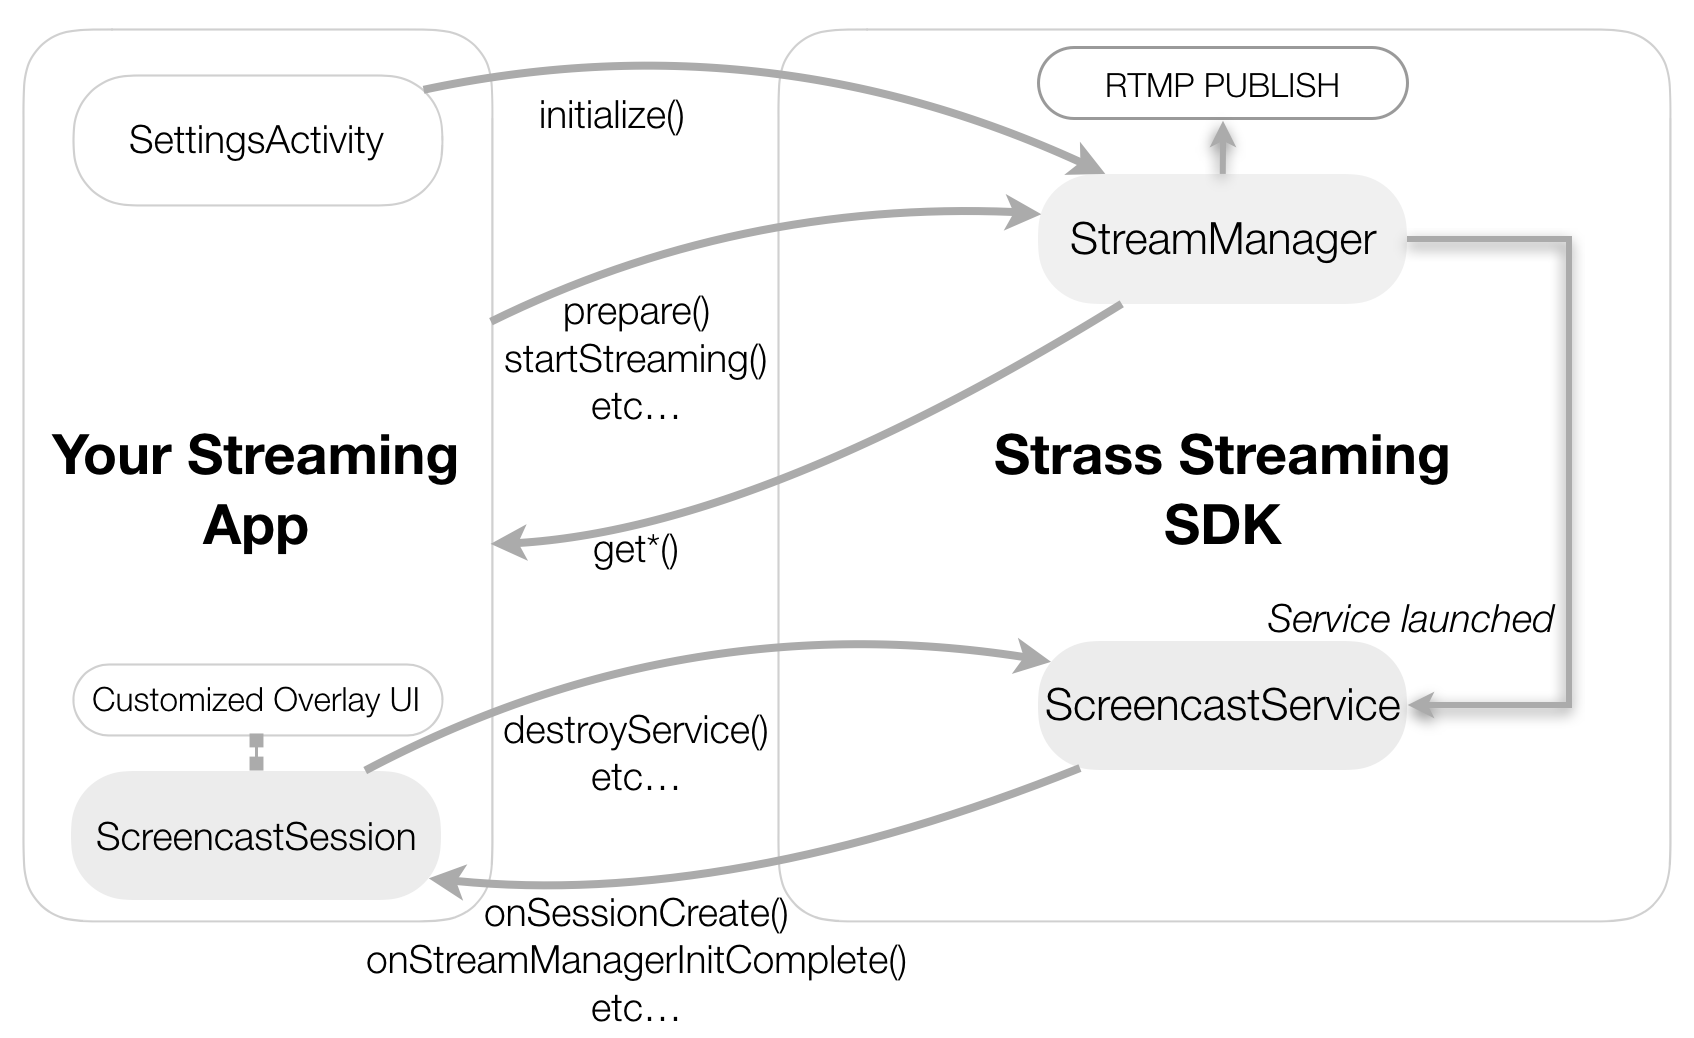 RTMP PUBLISH
initialize()
SettingsActivity
StreamManager
prepare()
startStreaming()
etc…
Your Streaming
App
Strass Streaming
SDK
get*()
Service launched
Customized Overlay UI
ScreencastService
destroyService()
etc…
ScreencastSession
onSessionCreate()
onStreamManagerInitComplete()
etc…